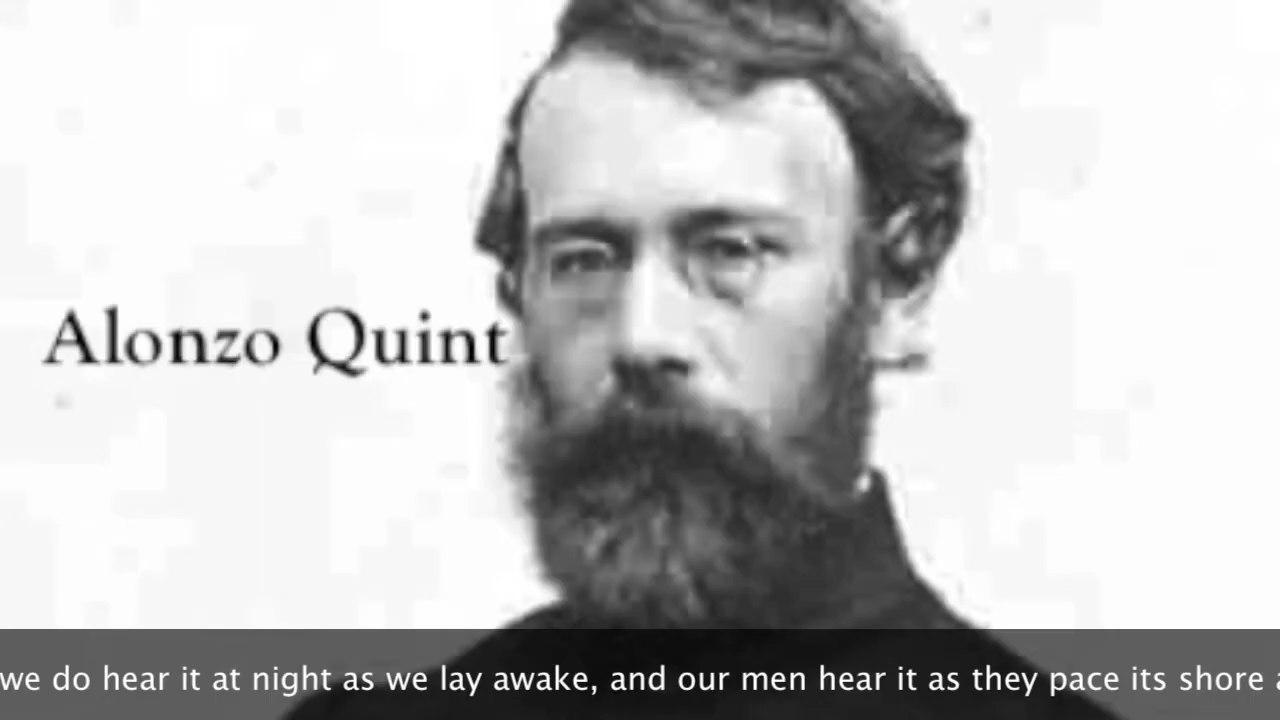 Alonzo Quint
we do hear it at night as we lay awake, and our men hear it as they pace its shore